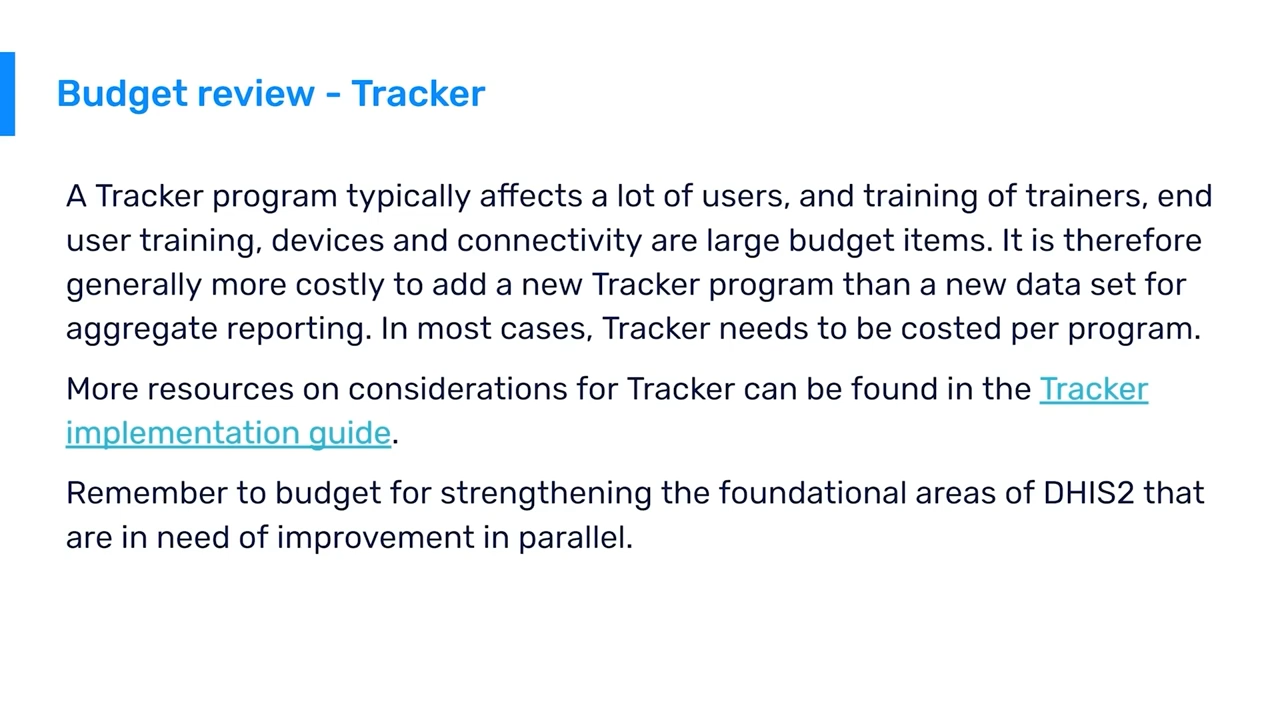 Budget review - Tracker
A Tracker program typically affects a lot of users, and training of trainers, end
user training, devices and connectivity are large budget items. It is therefore
generally more costly to add a new Tracker program than a new data set for
aggregate reporting. In most cases, Tracker needs to be costed per program.
More resources on considerations for Tracker can be found in the Tracker
implementation guide.
Remember to budget for strengthening the foundational areas of DHIS2 that
are in need of improvement in parallel.